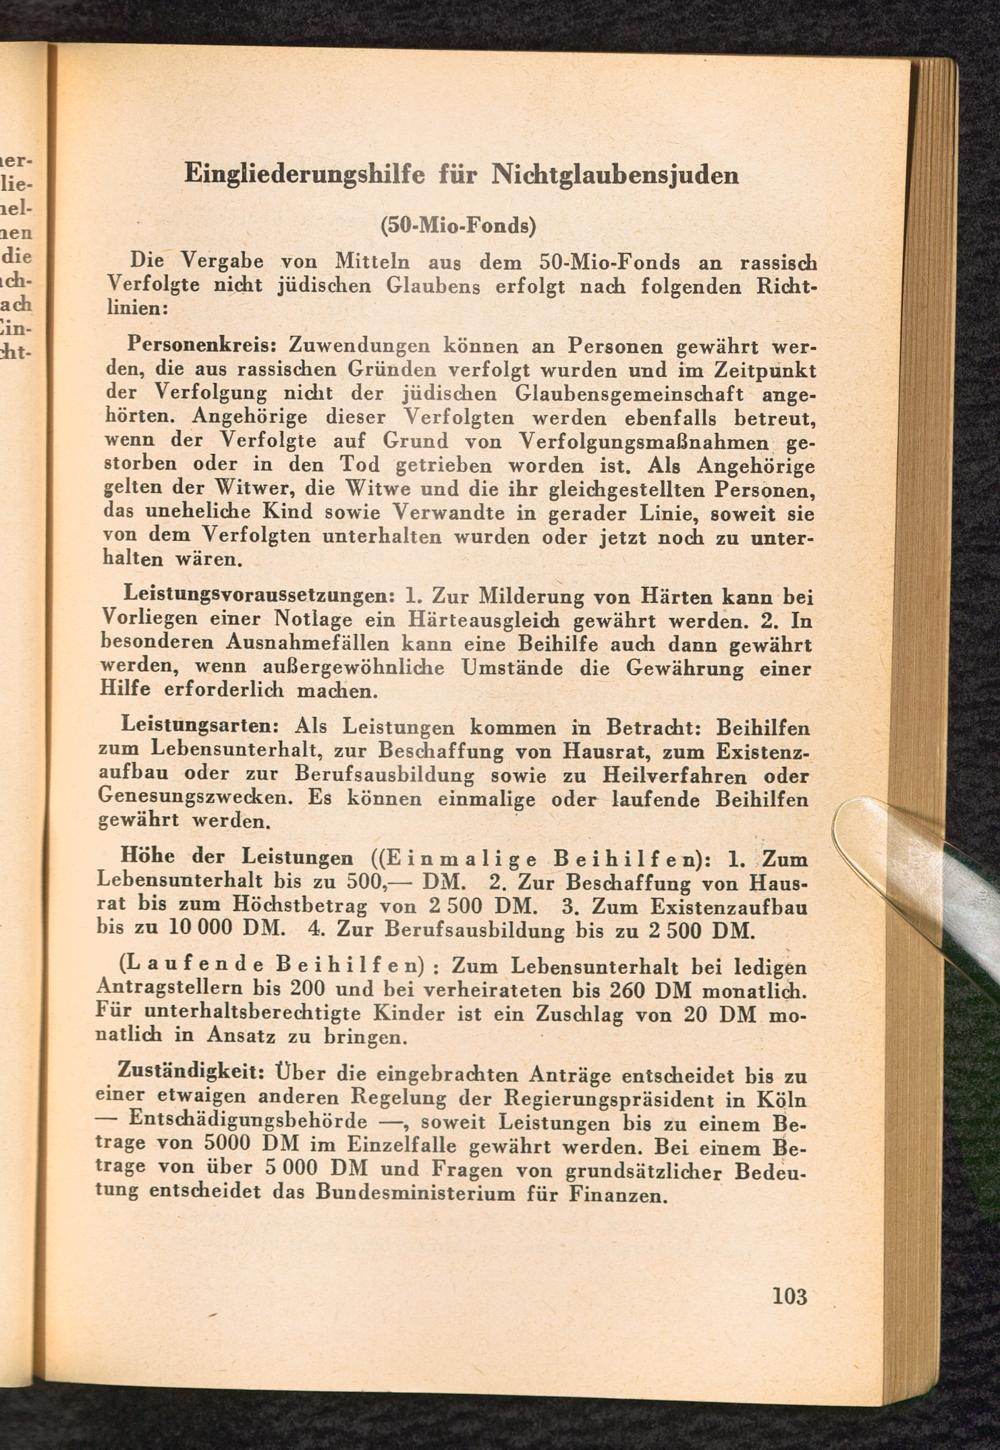 ner-
lie-
nel-
nen
die
ach-
ach
Ein-
cht-
Eingliederungshilfe für Nichtglaubensjuden
(50-Mio-Fonds)
Die Vergabe von Mitteln aus dem 50-Mio-Fonds an rassisch
Verfolgte nicht jüdischen Glaubens erfolgt nach folgenden Richt-
linien:
Personenkreis: Zuwendungen können an Personen gewährt wer-
den, die aus rassischen Gründen verfolgt wurden und im Zeitpunkt
der Verfolgung nicht der jüdischen Glaubensgemeinschaft ange-
hörten. Angehörige dieser Verfolgten werden ebenfalls betreut,
wenn der Verfolgte auf Grund von Verfolgungsmaßnahmen ge-
storben oder in den Tod getrieben worden ist. Als Angehörige
gelten der Witwer, die Witwe und die ihr gleichgestellten Personen,
das uneheliche Kind sowie Verwandte in gerader Linie, soweit sie
von dem Verfolgten unterhalten wurden oder jetzt noch zu unter-
halten wären.
Leistungsvoraussetzungen: 1. Zur Milderung von Härten kann bei
Vorliegen einer Notlage ein Härteausgleich gewährt werden. 2. In
besonderen Ausnahmefällen kann eine Beihilfe auch dann gewährt
werden, wenn außergewöhnliche Umstände die Gewährung einer
Hilfe erforderlich machen.
Leistungsarten: Als Leistungen kommen in Betracht: Beihilfen
zum Lebensunterhalt, zur Beschaffung von Hausrat, zum Existenz-
aufbau oder zur Berufsausbildung sowie zu Heilverfahren oder
Genesungszwecken. Es können einmalige oder laufende Beihilfen
gewährt werden.
Höhe der Leistungen ((Einmalige Beihilfen): 1. Zum
Lebensunterhalt bis zu 500,— DM. 2. Zur Beschaffung von Haus-
rat bis zum Höchstbetrag von 2 500 DM. 3. Zum Existenzaufbau
bis zu 10 000 DM. 4. Zur Berufsausbildung bis zu 2 500 DM.
(Laufende Beihilfen): Zum Lebensunterhalt bei ledigen
Antragstellern bis 200 und bei verheirateten bis 260 DM monatlich.
Für unterhaltsberechtigte Kinder ist ein Zuschlag von 20 DM mo-
natlich in Ansatz zu bringen.
Zuständigkeit: Über die eingebrachten Anträge entscheidet bis zu
einer etwaigen anderen Regelung der Regierungspräsident in Köln
— Entschädigungsbehörde —, soweit Leistungen bis zu einem Be-
trage von 5000 DM im Einzelfalle gewährt werden. Bei einem Be-
trage von über 5 000 DM und Fragen von grundsätzlicher Bedeu-
tung entscheidet das Bundesministerium für Finanzen.
103